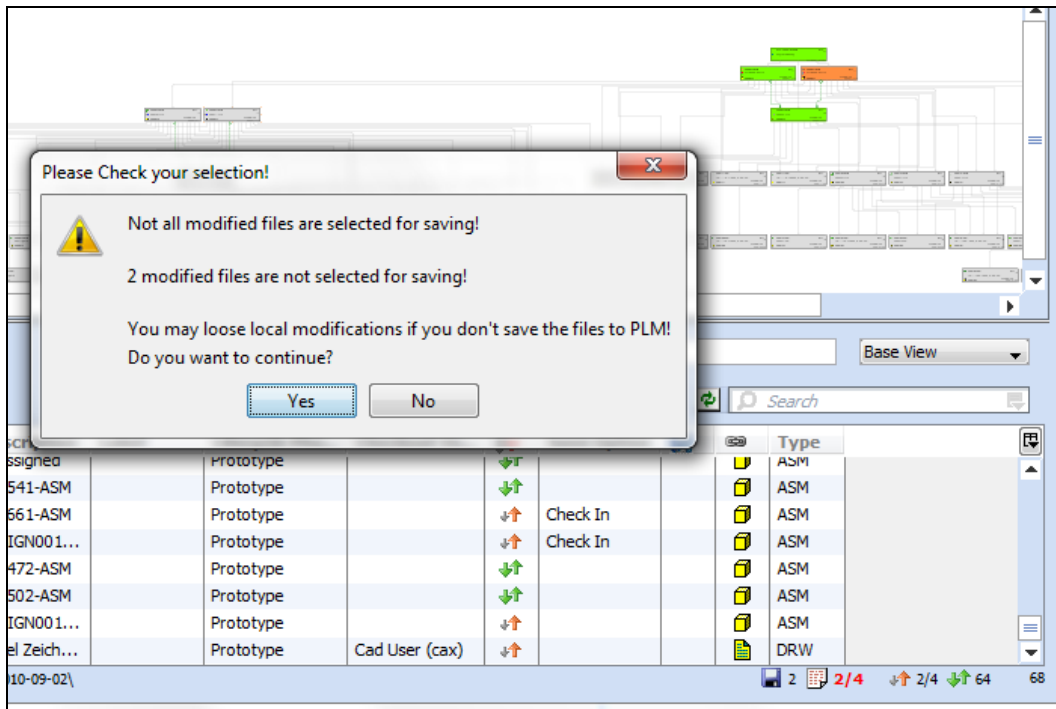 Please Check your selection!
Not all modified files are selected for saving!
2 modified files are not selected for saving!
You may loose local modifications if you don't save the files to PLM!
Do you want to continue?
Yes No
Base View
Search
Type
ssigned Prototype ASM
541-ASM Prototype ASM
661-ASM Prototype Check In ASM
IGN001... Prototype Check In ASM
472-ASM Prototype ASM
502-ASM Prototype ASM
IGN001... Prototype ASM
el Zeich... Prototype Cad User (cax) DRW
010-09-02\ 2 2/4 2/4 64 68